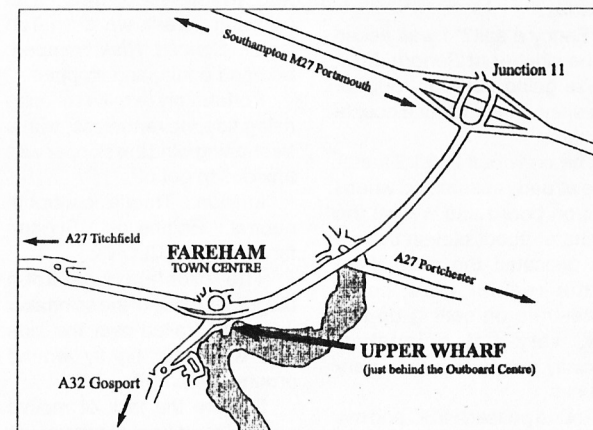 Southampton M27 Portsmouth
Junction 11
A27 Titchfield
FAREHAM
TOWN CENTRE
A27 Portchester
UPPER WHARF
(just behind the Outboard Centre)
A32 Gosport